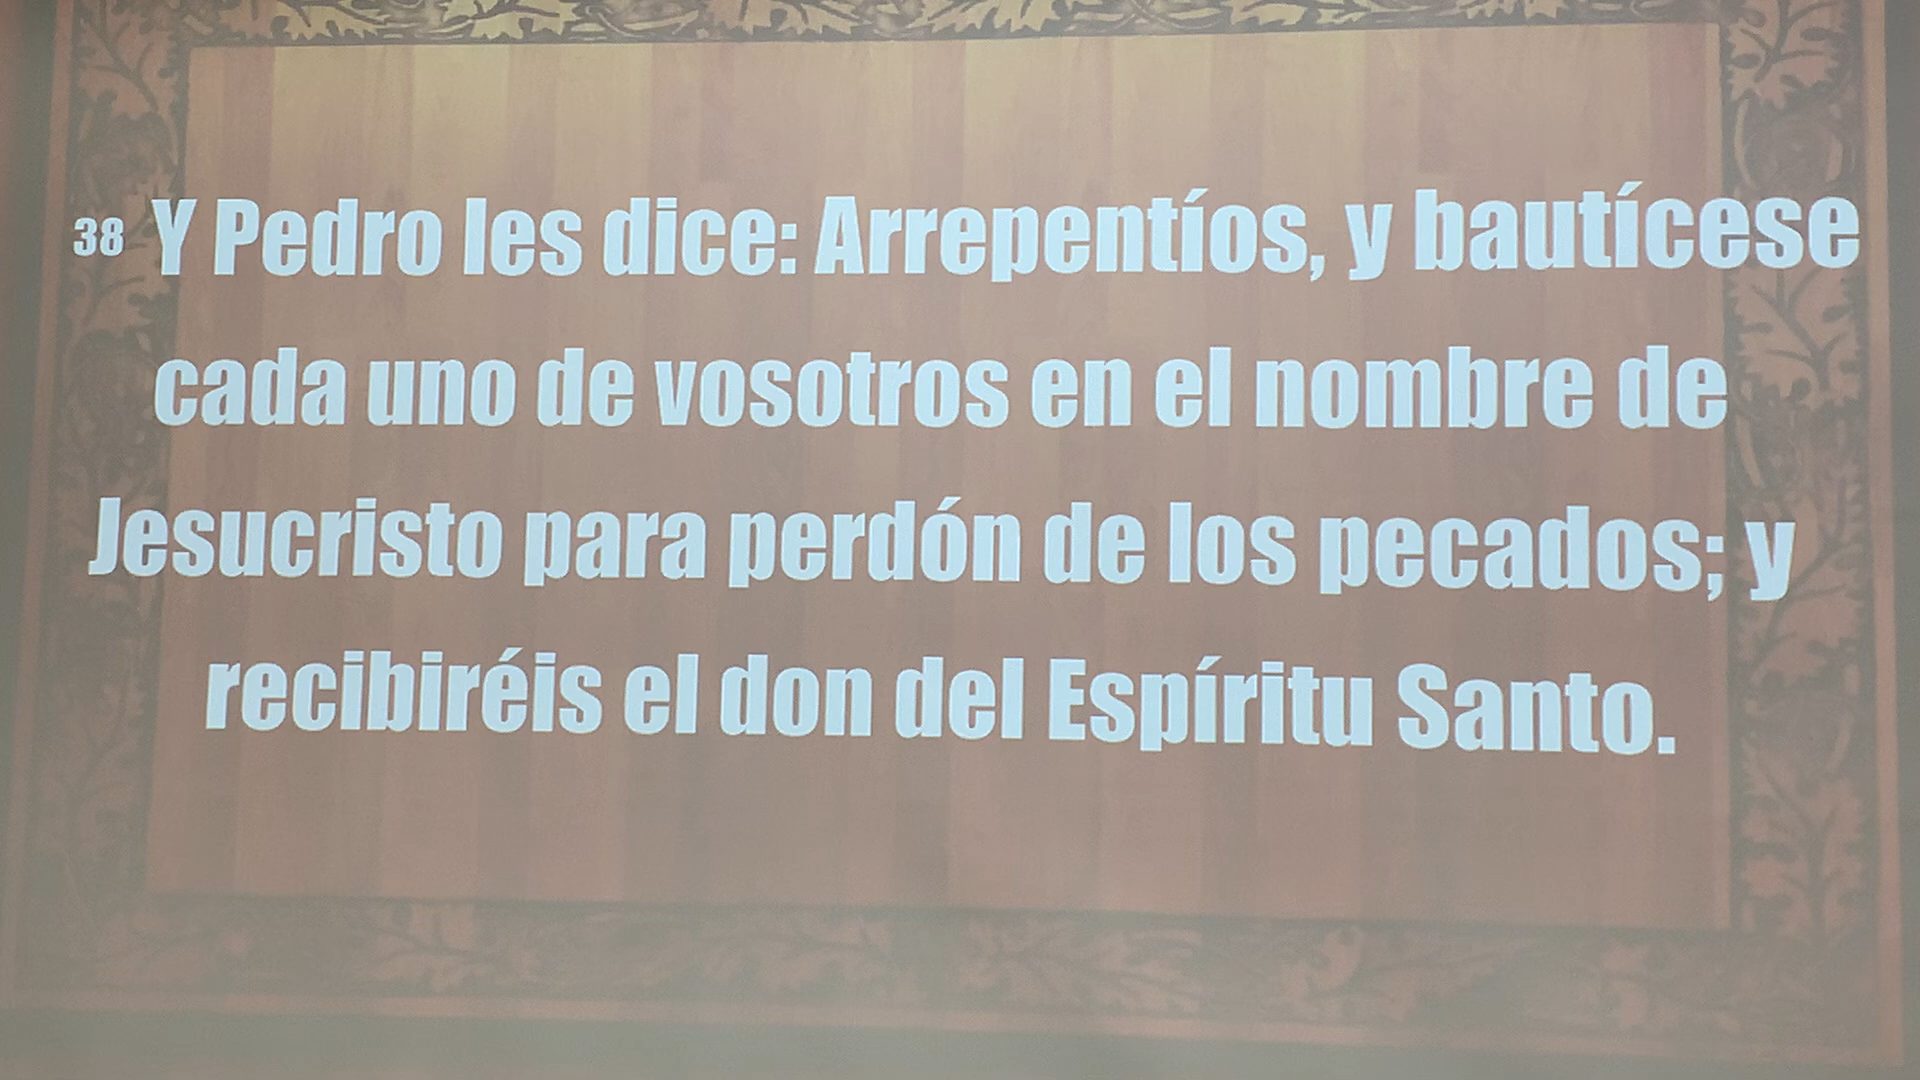 38 Y Pedro les dice: Arrepentíos, y bautícese
cada uno de vosotros en el nombre de
Jesucristo para perdón de los pecados; y
recibiréis el don del Espíritu Santo.